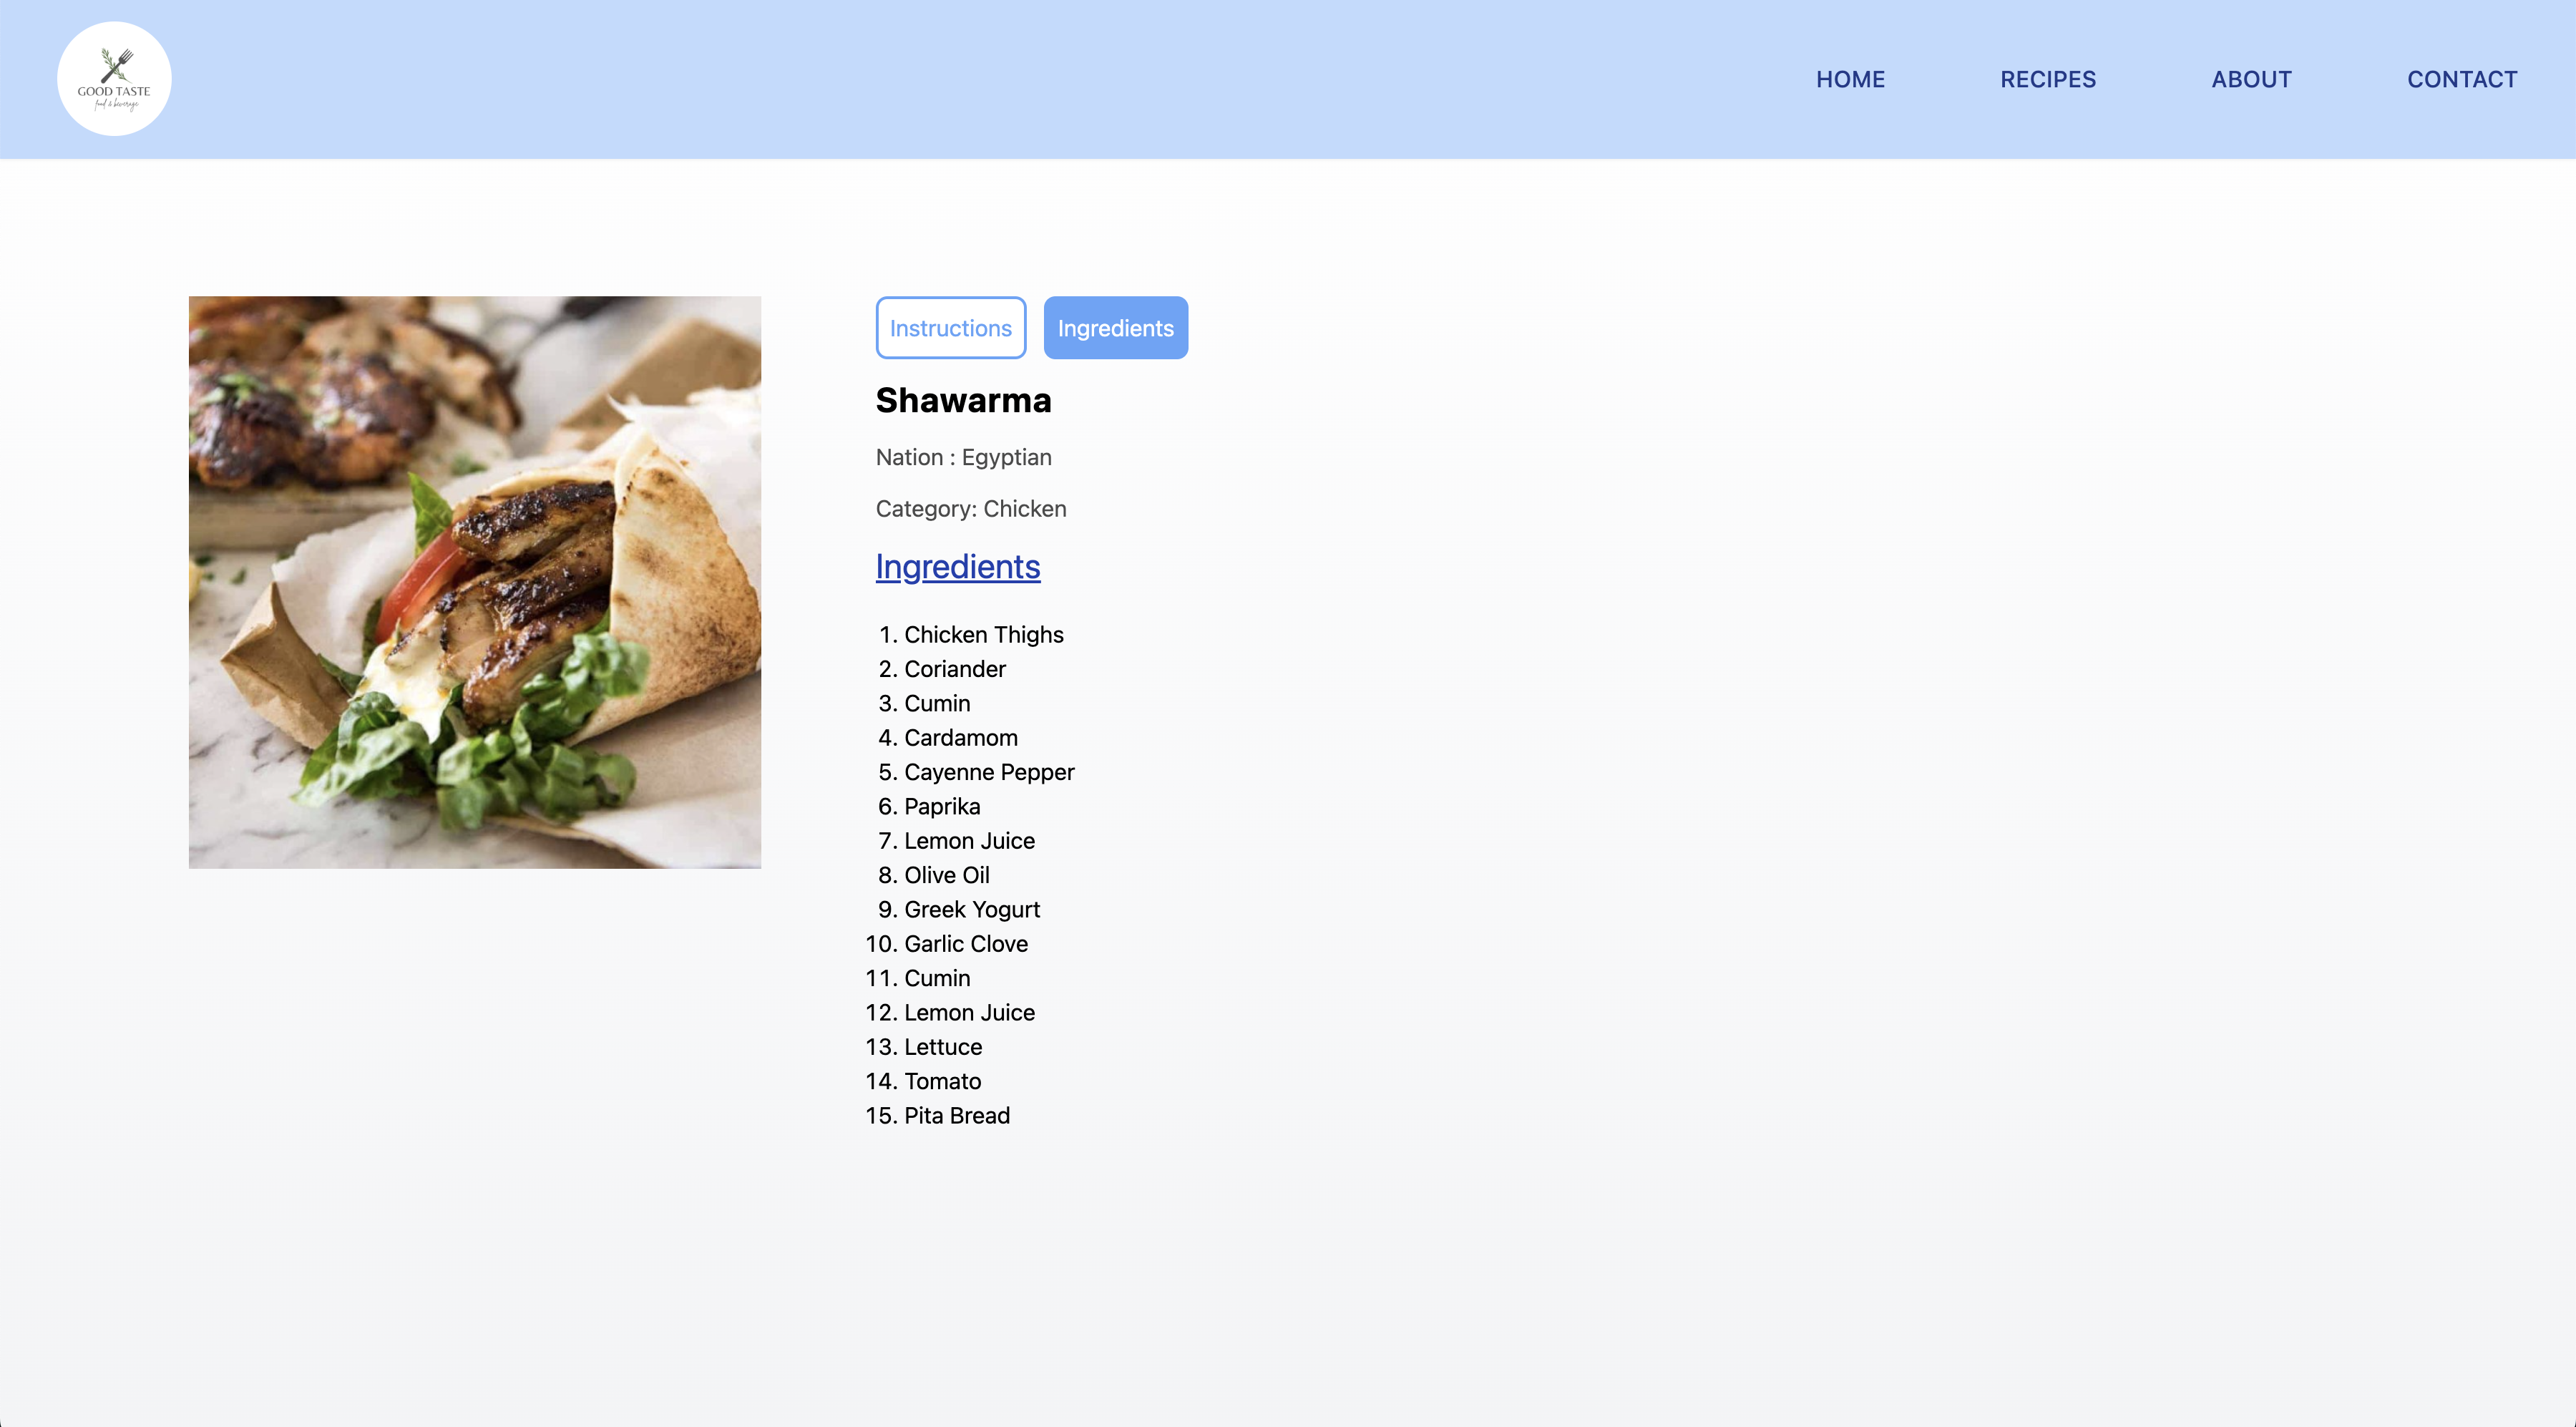 GOOD TASTE
food & beverage
HOME
RECIPES
ABOUT
CONTACT
Instructions
Ingredients
Shawarma
Nation : Egyptian
Category: Chicken
Ingredients
1. Chicken Thighs
2. Coriander
3. Cumin
4. Cardamom
5. Cayenne Pepper
6. Paprika
7. Lemon Juice
8. Olive Oil
9. Greek Yogurt
10. Garlic Clove
11. Cumin
12. Lemon Juice
13. Lettuce
14. Tomato
15. Pita Bread